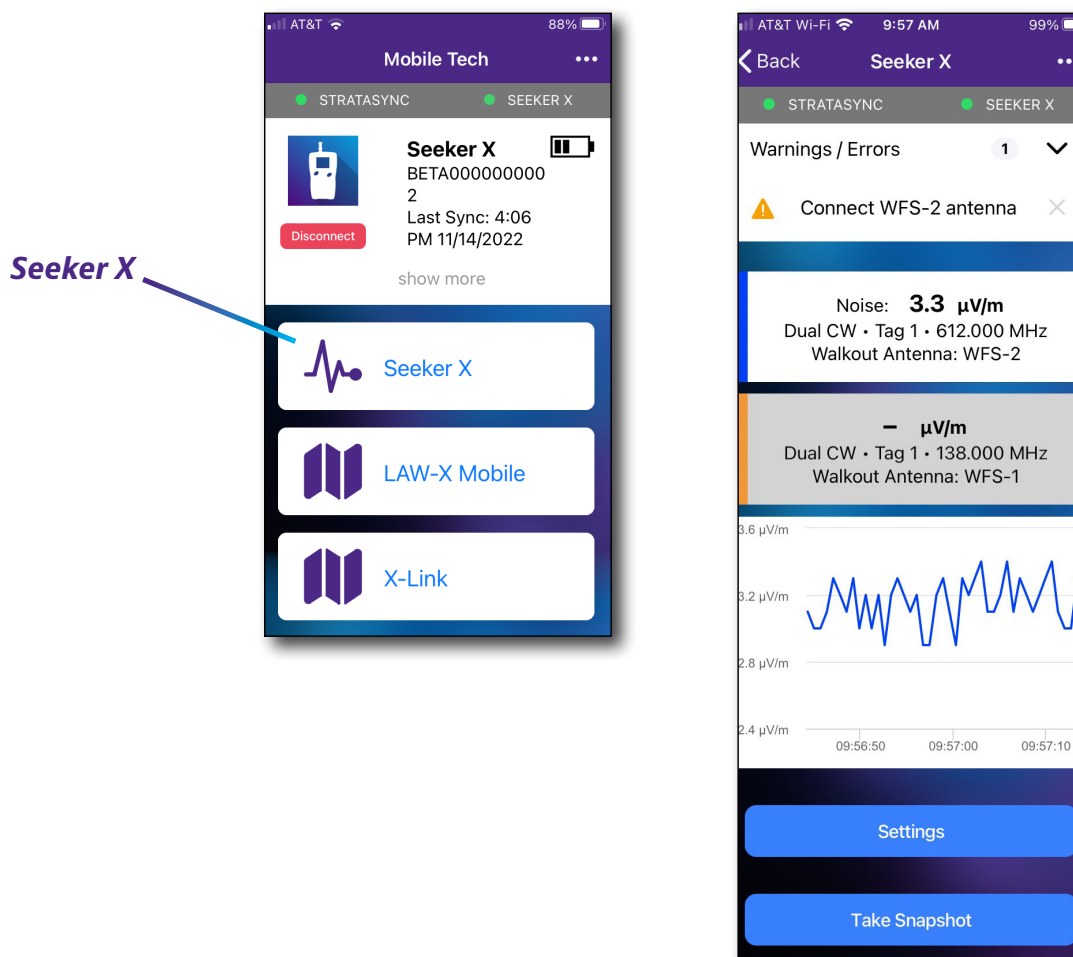 Seeker X
AT&T 88%
Mobile Tech
STRATASYNC SEEKER X
Seeker X
BETA000000000
2
Last Sync: 4:06
PM 11/14/2022
Disconnect
show more
Seeker X
LAW-X Mobile
X-Link
AT&T Wi-Fi 9:57 AM 99%
Back Seeker X
STRATASYNC SEEKER X
Warnings / Errors 1
Connect WFS-2 antenna
Noise: 3.3 µV/m
Dual CW • Tag 1 • 612.000 MHz
Walkout Antenna: WFS-2
– µV/m
Dual CW • Tag 1 • 138.000 MHz
Walkout Antenna: WFS-1
3.6 µV/m
3.2 µV/m
2.8 µV/m
2.4 µV/m
09:56:50 09:57:00 09:57:10
Settings
Take Snapshot